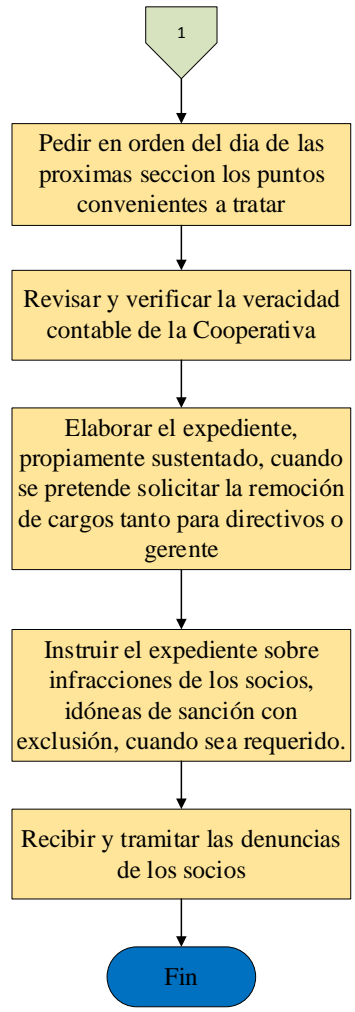 1
Pedir en orden del dia de las
proximas seccion los puntos
convenientes a tratar
Revisar y verificar la veracidad
contable de la Cooperativa
Elaborar el expediente,
propiamente sustentado, cuando
se pretende solicitar la remoción
de cargos tanto para directivos o
gerente
Instruir el expediente sobre
infracciones de los socios,
idóneas de sanción con
exclusión, cuando sea requerido.
Recibir y tramitar las denuncias
de los socios
Fin